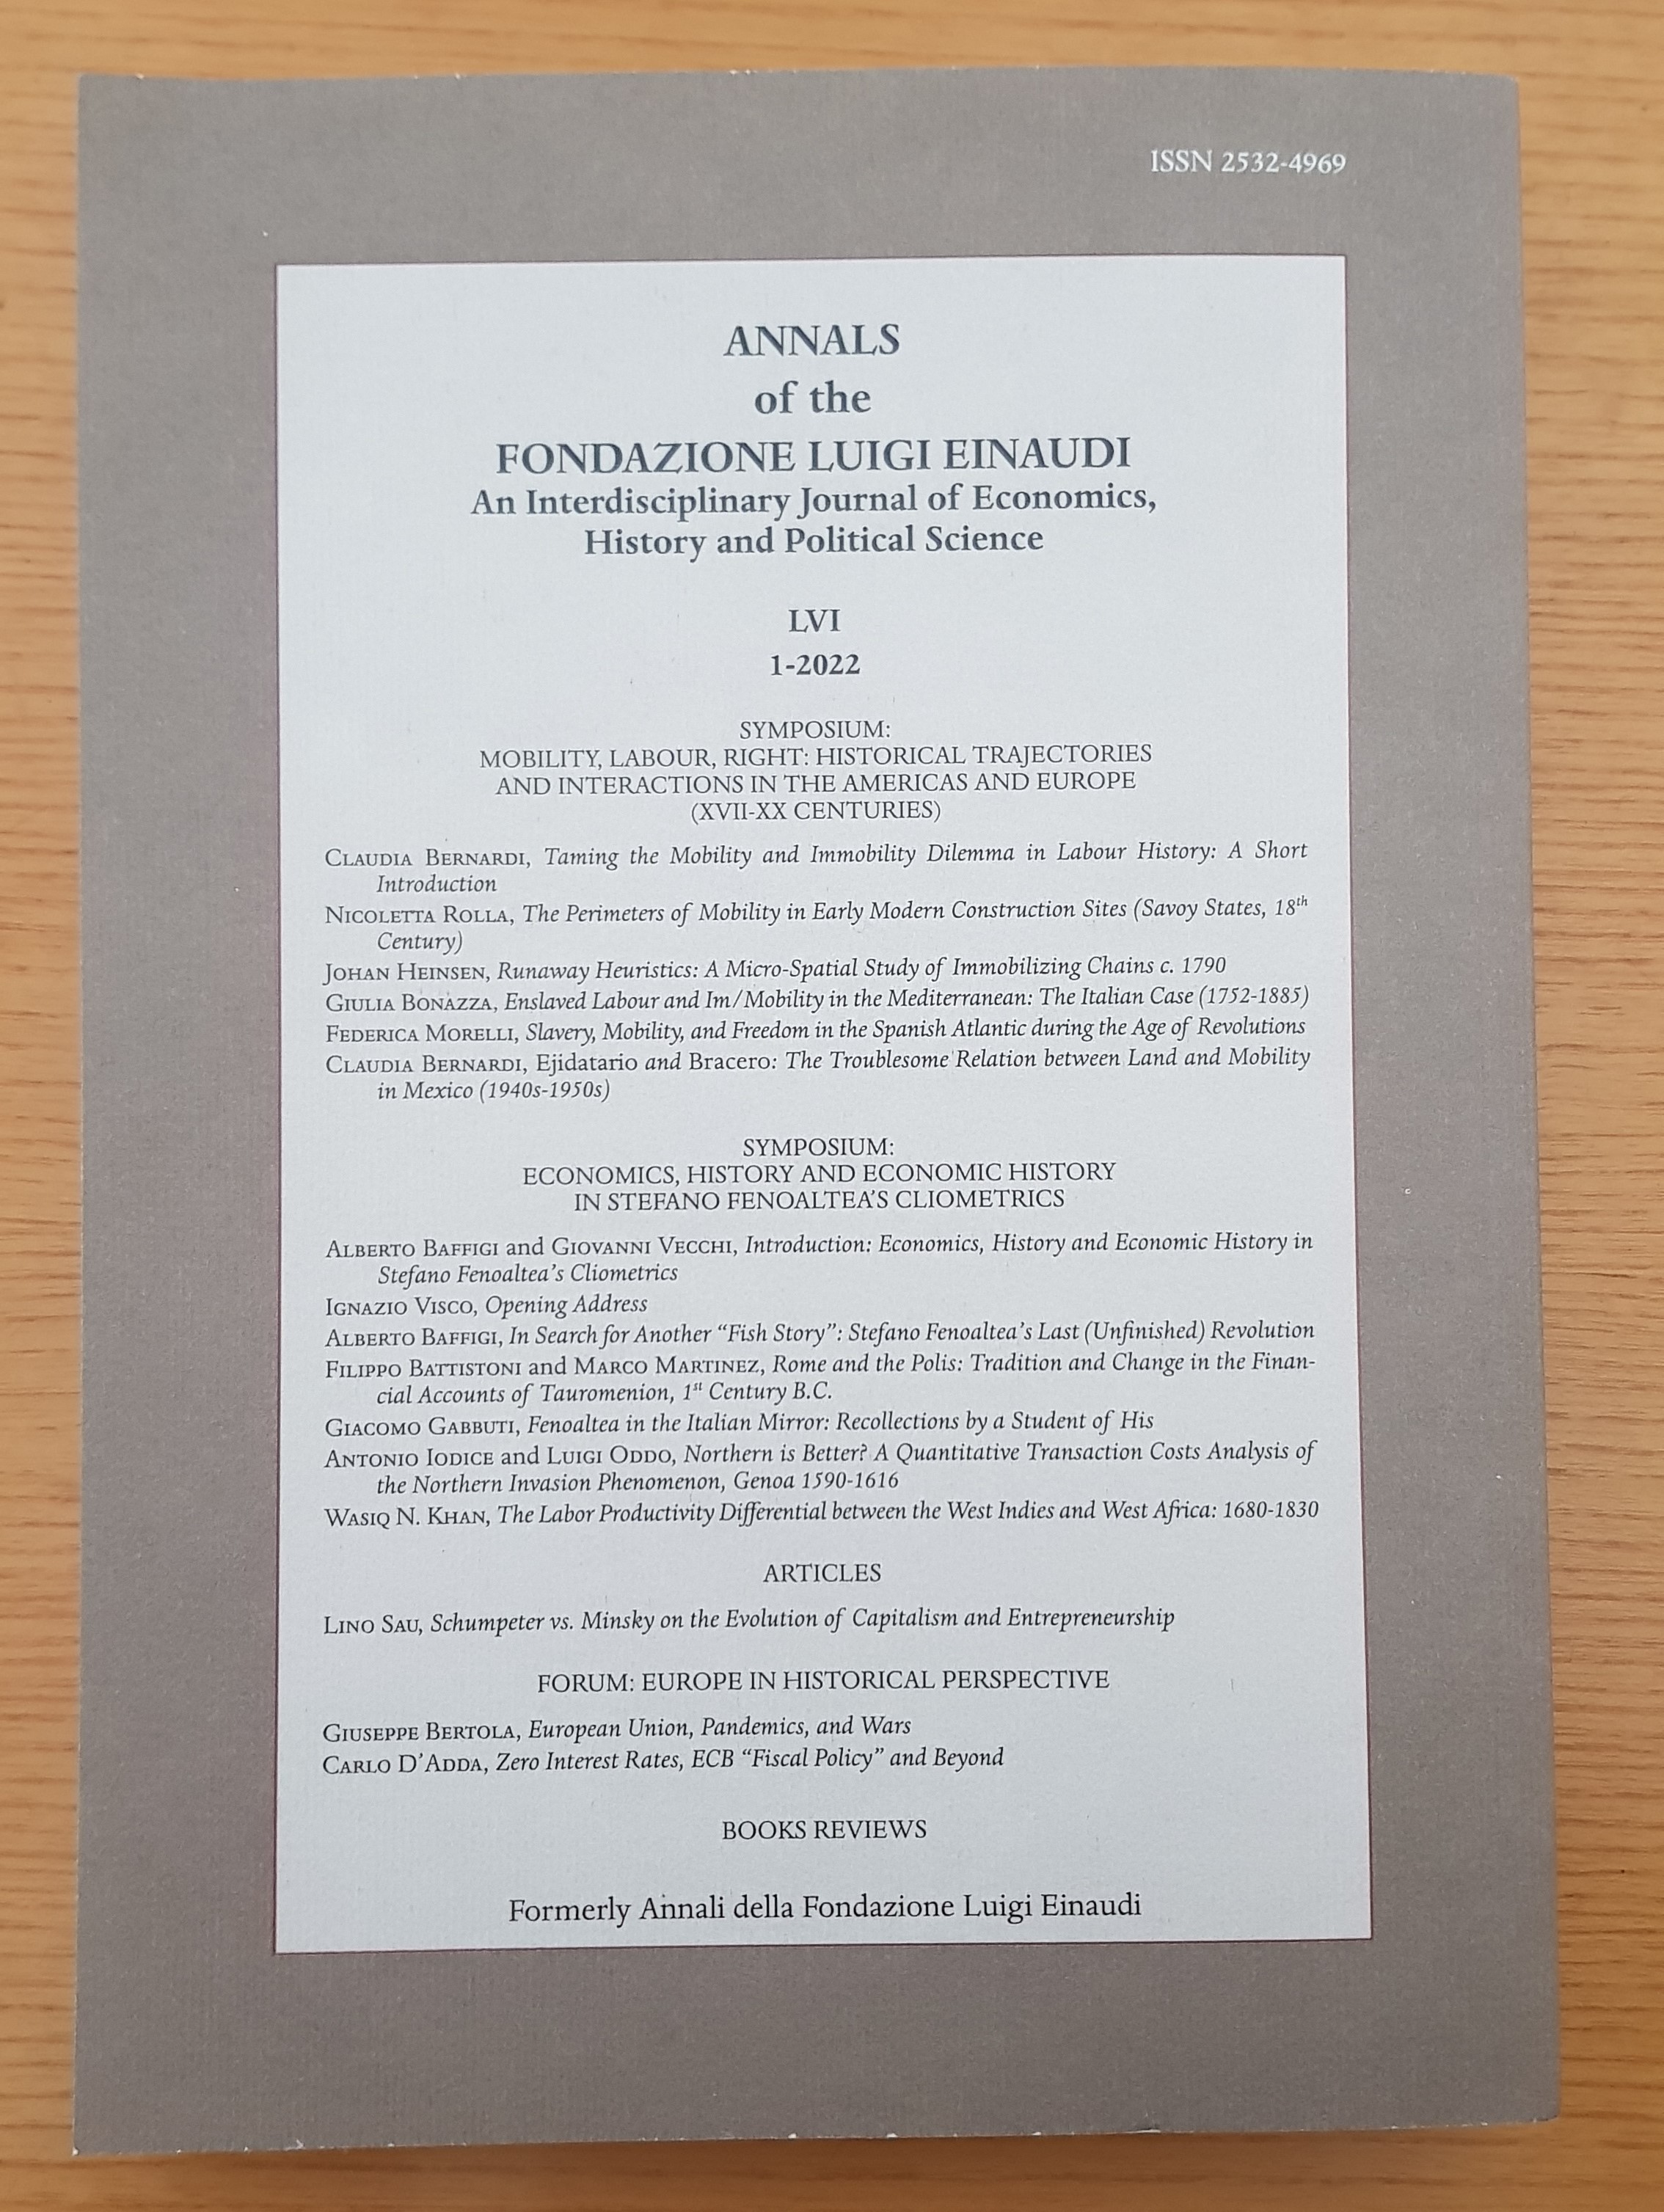 ISSN 2532-4969
ANNALS
of the
FONDAZIONE LUIGI EINAUDI
An Interdisciplinary Journal of Economics,
History and Political Science
LVI
1-2022
SYMPOSIUM:
MOBILITY, LABOUR, RIGHT: HISTORICAL TRAJECTORIES
AND INTERACTIONS IN THE AMERICAS AND EUROPE
(XVII-XX CENTURIES)
CLAUDIA BERNARDI, Taming the Mobility and Immobility Dilemma in Labour History: A Short
Introduction
NICOLETTA ROLLA, The Perimeters of Mobility in Early Modern Construction Sites (Savoy States, 18th
Century)
JOHAN HEINSEN, Runaway Heuristics: A Micro-Spatial Study of Immobilizing Chains c. 1790
GIULIA BONAZZA, Enslaved Labour and Im/Mobility in the Mediterranean: The Italian Case (1752-1885)
FEDERICA MORELLI, Slavery, Mobility, and Freedom in the Spanish Atlantic during the Age of Revolutions
CLAUDIA BERNARDI, Ejidatario and Bracero: The Troublesome Relation between Land and Mobility
in Mexico (1940s-1950s)
SYMPOSIUM:
ECONOMICS, HISTORY AND ECONOMIC HISTORY
IN STEFANO FENOALTEA'S CLIOMETRICS
ALBERTO BAFFIGI and GIOVANNI VECCHI, Introduction: Economics, History and Economic History in
Stefano Fenoaltea's Cliometrics
IGNAZIO VISCO, Opening Address
ALBERTO BAFFIGI, In Search for Another “Fish Story”: Stefano Fenoaltea's Last (Unfinished) Revolution
FILIPPO BATTISTONI and MARCO MARTINEZ, Rome and the Polis: Tradition and Change in the Finan-
cial Accounts of Tauromenion, 1st Century B.C.
GIACOMO GABBUTI, Fenoaltea in the Italian Mirror: Recollections by a Student of His
ANTONIO IODICE and LUIGI ODDO, Northern is Better? A Quantitative Transaction Costs Analysis of
the Northern Invasion Phenomenon, Genoa 1590-1616
WASIQ N. KHAN, The Labor Productivity Differential between the West Indies and West Africa: 1680-1830
ARTICLES
LINO SAU, Schumpeter vs. Minsky on the Evolution of Capitalism and Entrepreneurship
FORUM: EUROPE IN HISTORICAL PERSPECTIVE
GIUSEPPE BERTOLA, European Union, Pandemics, and Wars
CARLO D'ADDA, Zero Interest Rates, ECB “Fiscal Policy” and Beyond
BOOKS REVIEWS
Formerly Annali della Fondazione Luigi Einaudi